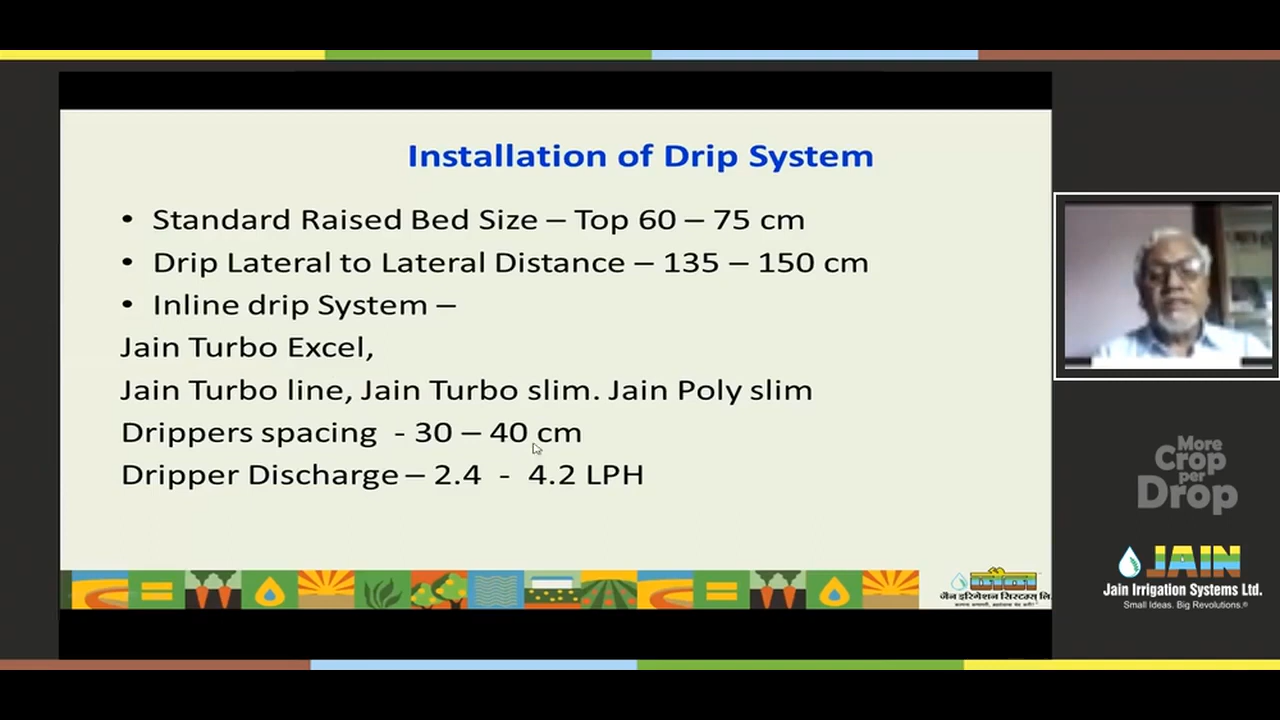 Installation of Drip System
• Standard Raised Bed Size – Top 60 – 75 cm
• Drip Lateral to Lateral Distance – 135 – 150 cm
• Inline drip System –
Jain Turbo Excel,
Jain Turbo line, Jain Turbo slim. Jain Poly slim
Drippers spacing - 30 – 40 cm
Dripper Discharge – 2.4 - 4.2 LPH
जैन इरिगेशन सिस्टम्स् लि.
More
Crop
per
Drop
JAIN
Jain Irrigation Systems Ltd.
Small Ideas. Big Revolutions.®